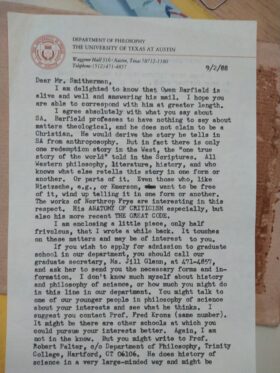 DEPARTMENT OF PHILOSOPHY
THE UNIVERSITY OF TEXAS AT AUSTIN
Waggener Hall 316·Austin, Texas 78712-1180
Telephone (512) 471-4857
9/2/88
Dear Mr. Smitherman,
I am delighted to know that Owen Barfield is
alive and well and answering his mail. I hope you
are able to correspond with him at greater length.
I agree absolutely with what you say about
SA. Barfield professes to have nothing to say about
matters theological, and he does not claim to be a
Christian. He would derive the story he tells in
SA from anthroposophy. But in fact there is only
one redemption story in the West, the "one true
story of the world" told in the Scriptures. All
Western philosophy, literature, history, and who
knows what else retells this story in one form or
another. Or parts of it. Even those who, like
Nietzsche, e.g., or Emerson, want to be free
of it, wind up telling it in one form or another.
The works of Northrop Frye are interesting in this
respect. His ANATOMY OF CRITICISM especially, but
also his more recent THE GREAT CODE.
I am enclosing a little piece, only half
frivolous, that I wrote a while back. It touches
on these matters and may be of interest to you.
If you wish to apply for admission to graduate
school in our department, you should call our
graduate secretary, Ms. Jill Glenn, at 471-4857,
and ask her to send you the necessary forms and in-
formation. I don't know much myself about history
and philosophy of science, or how much you might do
in this line in our department. You might talk to
one of our younger people in philosophy of science
about your interests and see what he thinks. I
suggest you contact Prof. Fred Krons (same number).
It might be there are other schools at which you
could pursue your interests better. Again, I am
not in the know. But you might write to Prof.
Robert Palter, c/o Department of Philosophy, Trinity
College, Hartford, CT 06106. He does history of
science in a very large-minded way and might be